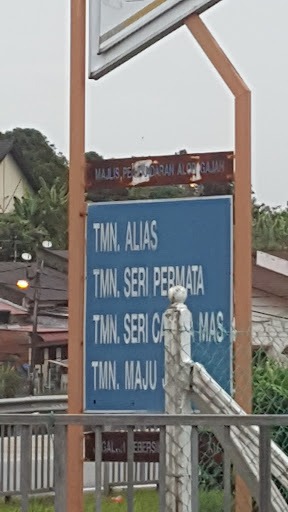 MAJLIS PERBANDARAN ALOR GAJAH
TMN. ALIAS
TMN. SERI PERMATA
TMN. SERI MAS
TMN. MAJU